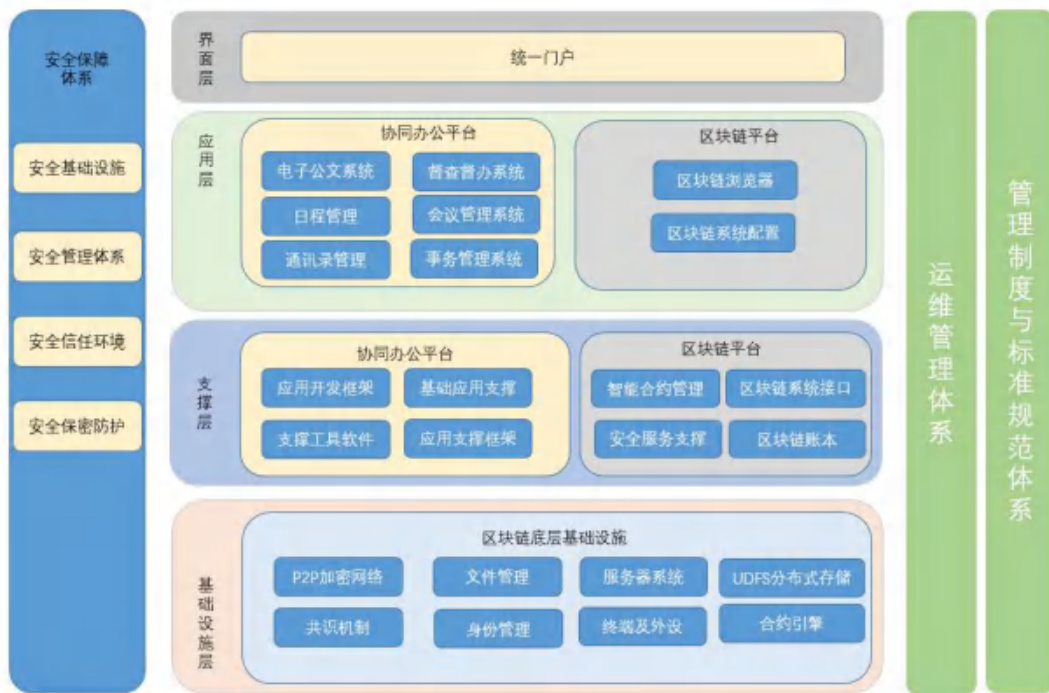 安全保障
体系
安全基础设施
安全管理体系
安全信任环境
安全保密防护
界面层
统一门户
应用层
协同办公平台
电子公文系统
督查督办系统
日程管理
会议管理系统
通讯录管理
事务管理系统
区块链平台
区块链浏览器
区块链系统配置
支撑层
协同办公平台
应用开发框架
基础应用支撑
支撑工具软件
应用支撑框架
区块链平台
智能合约管理
区块链系统接口
安全服务支撑
区块链账本
基础设施层
区块链底层基础设施
P2P加密网络
文件管理
服务器系统
UDFS分布式存储
共识机制
身份管理
终端及外设
合约引擎
运维管理体系
管理制度与标准规范体系